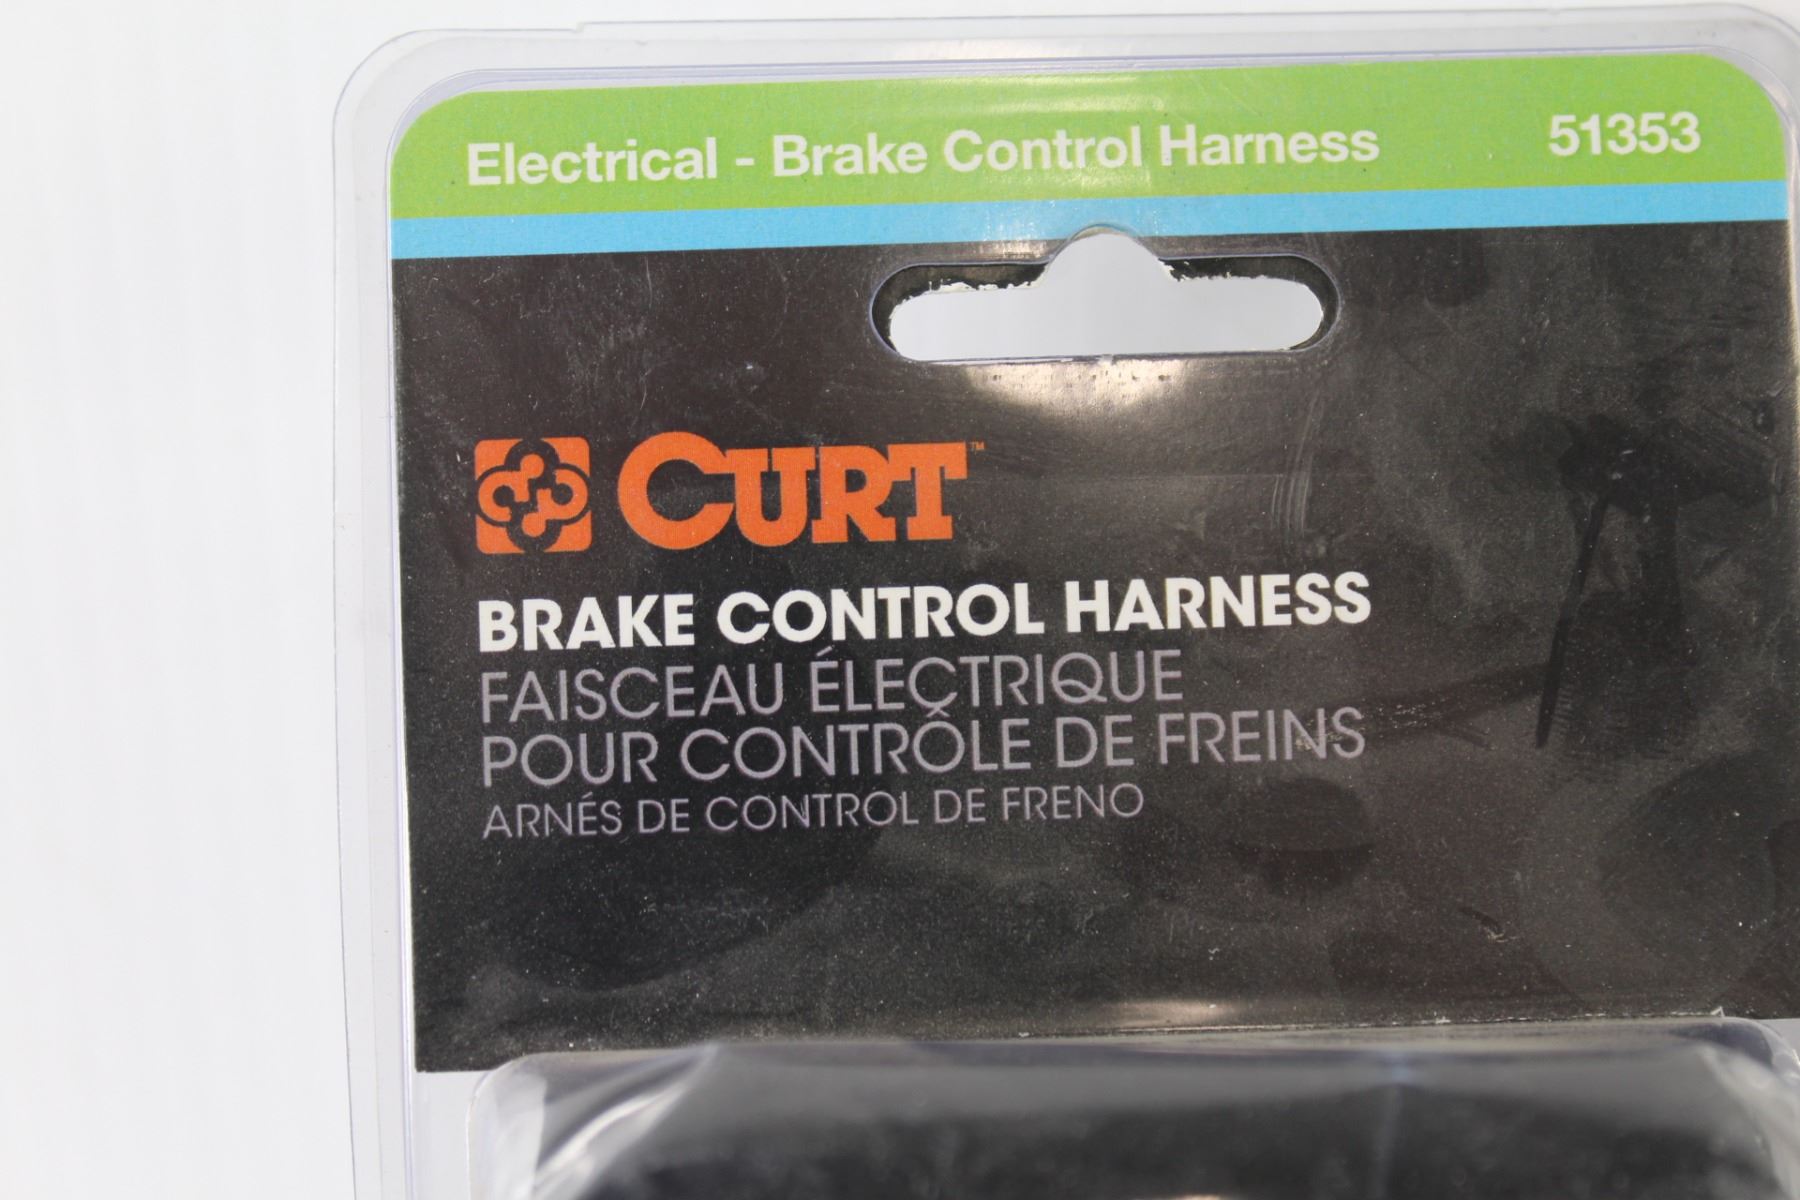 Electrical - Brake Control Harness 51353
CURT™
BRAKE CONTROL HARNESS
FAISCEAU ÉLECTRIQUE
POUR CONTRÔLE DE FREINS
ARNÉS DE CONTROL DE FRENO